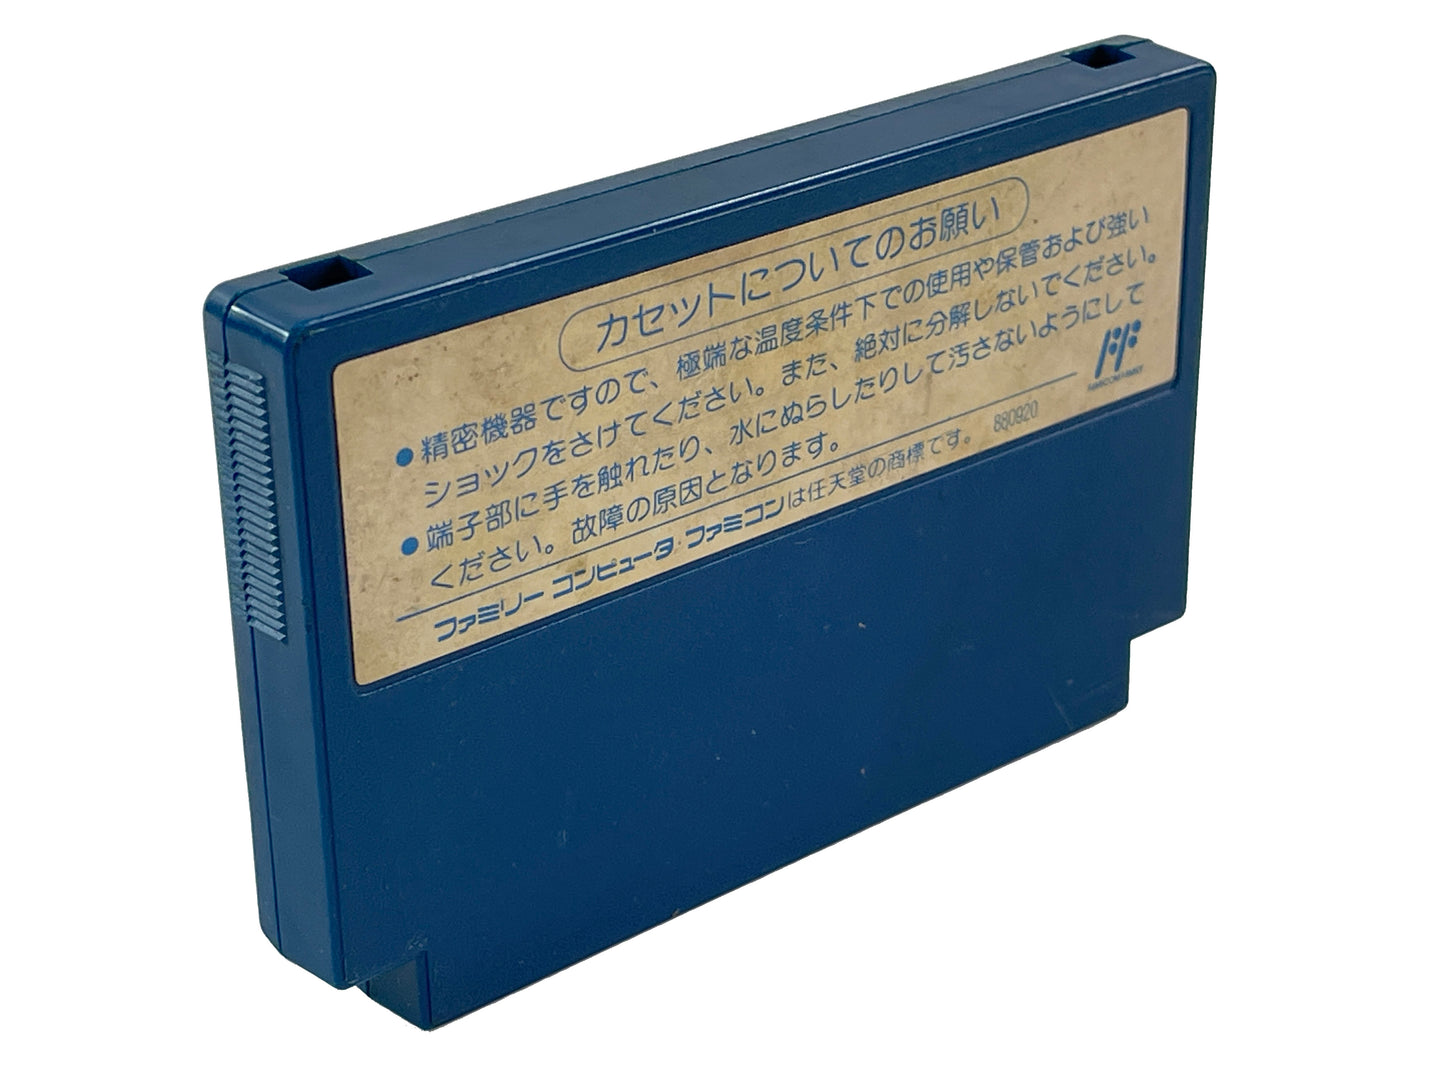 カセットについてのお願い
●精密機器ですので、極端な温度条件下での使用や保管および強い
ショックをさけてください。また、絶対に分解しないでください。
●端子部に手を触れたり、水にぬらしたりして汚さないようにして
ください。故障の原因となります。
FAMICOM FAMILY
ファミリーコンピュータ・ファミコンは任天堂の商標です。 880920